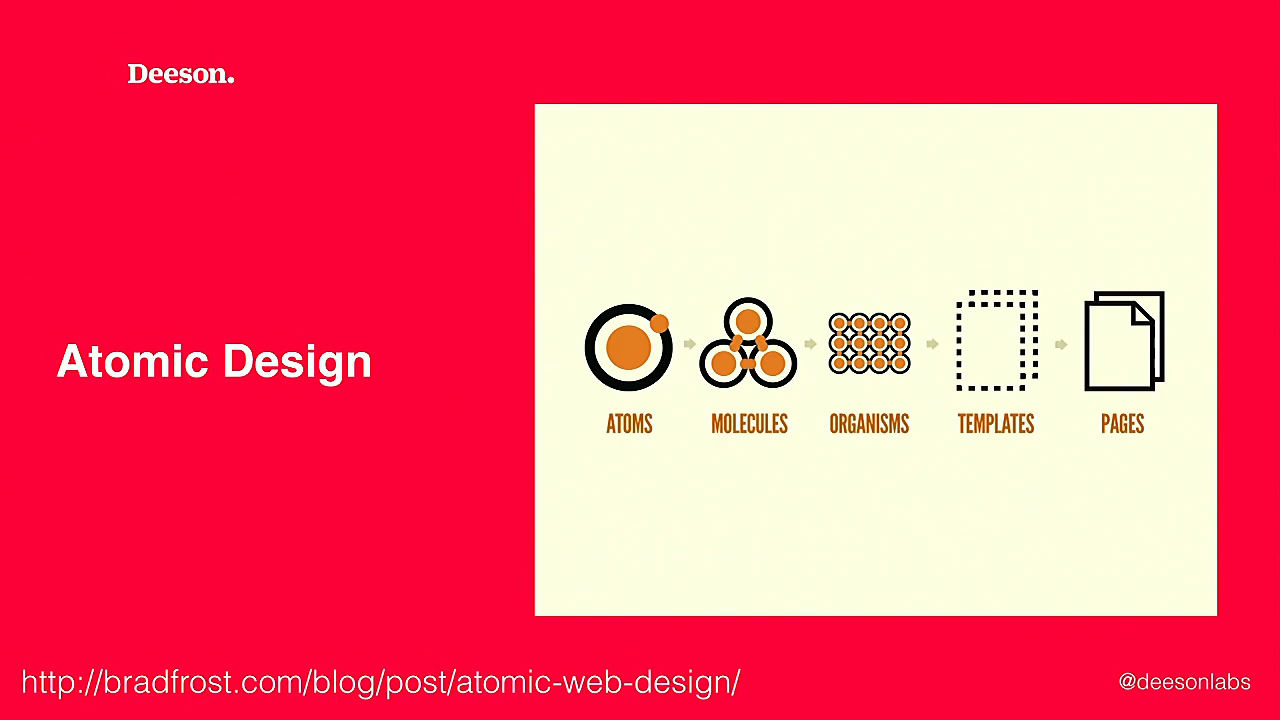 Deeson.
Atomic Design
ATOMS
MOLECULES
ORGANISMS
TEMPLATES
PAGES
http://bradfrost.com/blog/post/atomic-web-design/
@deesonlabs